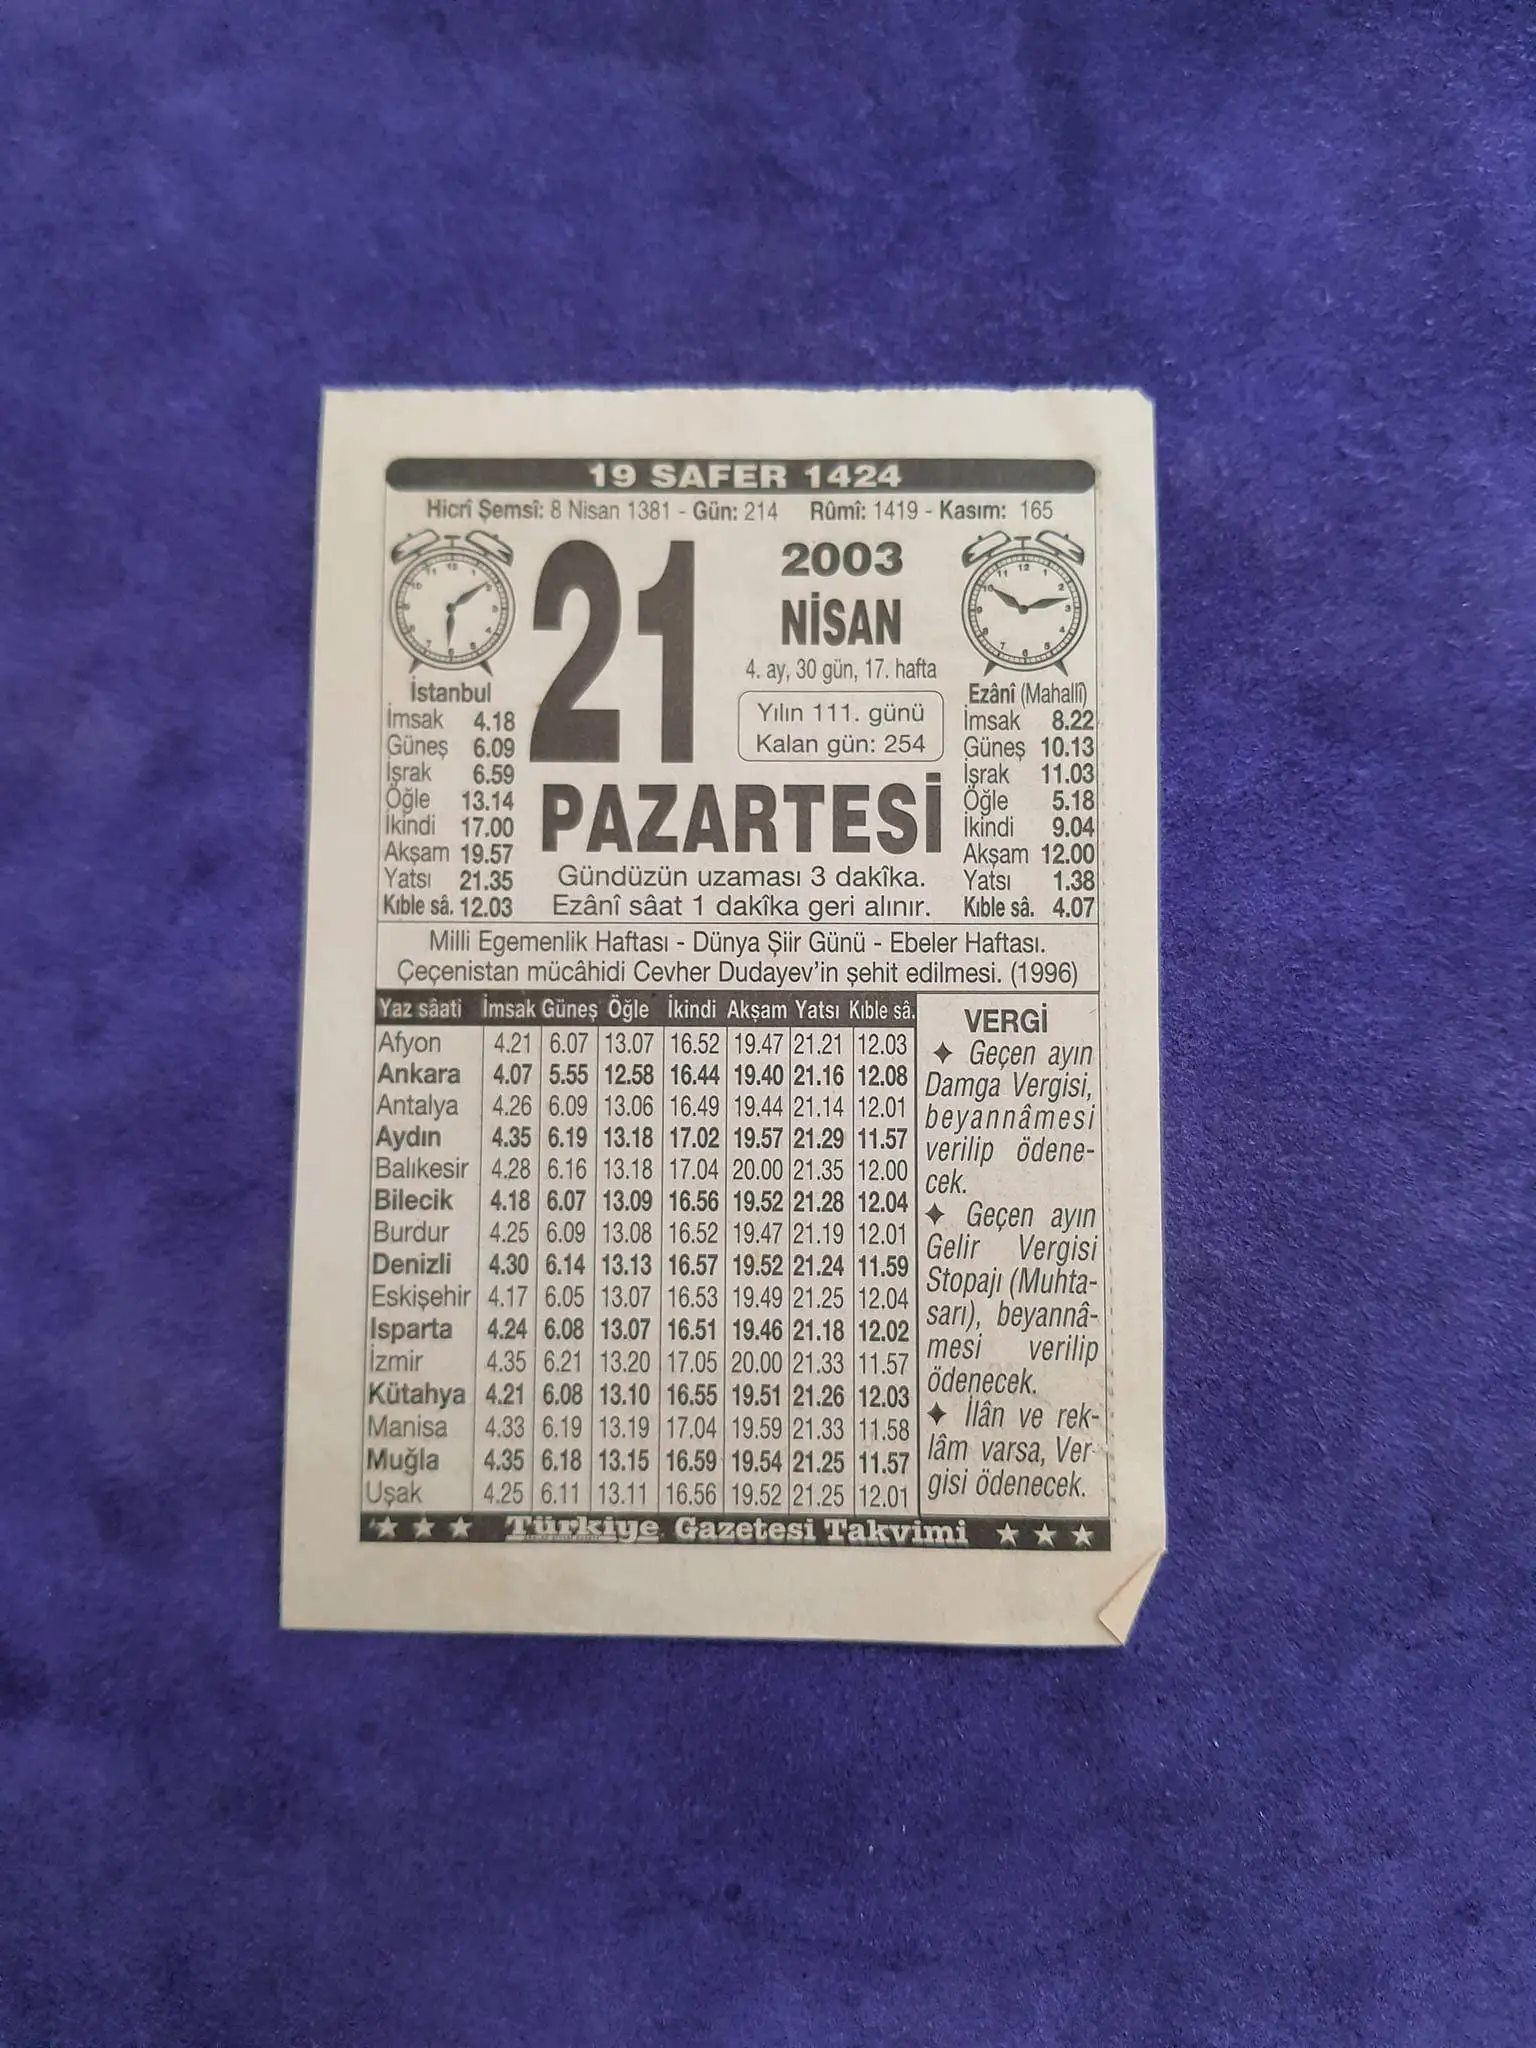 19 SAFER 1424
Hicrî Şemsî: 8 Nisan 1381 - Gün: 214 Rûmî: 1419 - Kasım: 165
21
2003
NİSAN
4. ay, 30 gün, 17. hafta
Yılın 111. günü
Kalan gün: 254
PAZARTESİ
Gündüzün uzaması 3 dakîka.
Ezânî sâat 1 dakîka geri alınır.
İstanbul
İmsak 4.18
Güneş 6.09
İşrak 6.59
Öğle 13.14
İkindi 17.00
Akşam 19.57
Yatsı 21.35
Kıble sâ. 12.03
Ezânî (Mahallî)
İmsak 8.22
Güneş 10.13
İşrak 11.03
Öğle 5.18
İkindi 9.04
Akşam 12.00
Yatsı 1.38
Kıble sâ. 4.07
Milli Egemenlik Haftası - Dünya Şiir Günü - Ebeler Haftası.
Çeçenistan mücâhidi Cevher Dudayev'in şehit edilmesi. (1996)
Yaz sâati İmsak Güneş Öğle İkindi Akşam Yatsı Kıble sâ.
Afyon 4.21 6.07 13.07 16.52 19.47 21.21 12.03
Ankara 4.07 5.55 12.58 16.44 19.40 21.16 12.08
Antalya 4.26 6.09 13.06 16.49 19.44 21.14 12.01
Aydın 4.35 6.19 13.18 17.02 19.57 21.29 11.57
Balıkesir 4.28 6.16 13.18 17.04 20.00 21.35 12.00
Bilecik 4.18 6.07 13.09 16.56 19.52 21.28 12.04
Burdur 4.25 6.09 13.08 16.52 19.47 21.19 12.01
Denizli 4.30 6.14 13.13 16.57 19.52 21.24 11.59
Eskişehir 4.17 6.05 13.07 16.53 19.49 21.25 12.04
Isparta 4.24 6.08 13.07 16.51 19.46 21.18 12.02
İzmir 4.35 6.21 13.20 17.05 20.00 21.33 11.57
Kütahya 4.21 6.08 13.10 16.55 19.51 21.26 12.03
Manisa 4.33 6.19 13.19 17.04 19.59 21.33 11.58
Muğla 4.35 6.18 13.15 16.59 19.54 21.25 11.57
Uşak 4.25 6.11 13.11 16.56 19.52 21.25 12.01
VERGİ
✦ Geçen ayın
Damga Vergisi,
beyannâmesi
verilip ödene-
cek.
✦ Geçen ayın
Gelir Vergisi
Stopajı (Muhta-
sarı), beyannâ-
mesi verilip
ödenecek.
✦ İlân ve rek-
lâm varsa, Ver-
gisi ödenecek.
Türkiye Gazetesi Takvimi